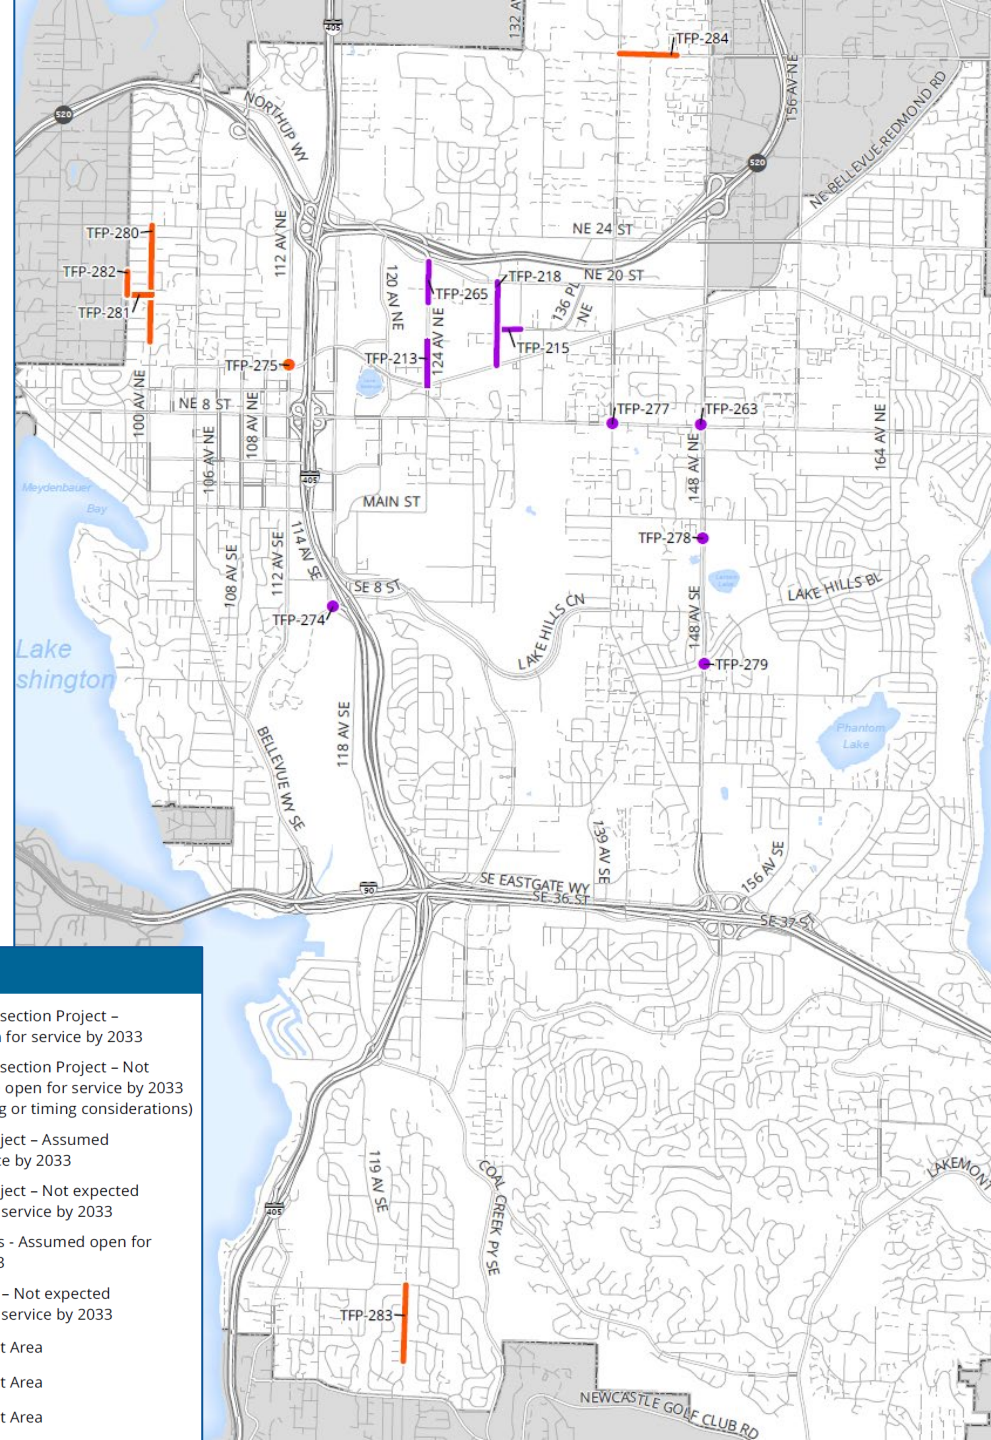 405
132 AV
TFP-284
156 AV NE
520
NORTHUP WY
NE BELLEVUE-REDMOND RD
520
TFP-280
112 AV NE
NE 24 ST
TFP-282
120 AV NE
TFP-218
NE 20 ST
TFP-265
136 PL
NE
TFP-281
124 AV NE
TFP-215
TFP-213
TFP-275
100 AV NE
NE 8 ST
108 AV NE
TFP-277
TFP-263
106 AV NE
148 AV NE
164 AV NE
405
Meydenbauer
Bay
MAIN ST
114 AV SE
TFP-278
108 AV SE
112 AV SE
SE 8 ST
LAKE HILLS BL
TFP-274
LAKE HILLS CN
148 AV SE
Lake
shington
TFP-279
118 AV SE
BELLEVUE WY SE
Phantom
Lake
139 AV SE
156 AV SE
90
SE EASTGATE WY
SE 36 ST
SE 37 ST
section Project –
for service by 2033
section Project – Not
open for service by 2033
g or timing considerations)
ject – Assumed
ce by 2033
ject – Not expected
service by 2033
s - Assumed open for
3
– Not expected
service by 2033
t Area
t Area
t Area
119 AV SE
COAL CREEK PY SE
LAKEMONT
405
TFP-283
NEWCASTLE GOLF CLUB RD